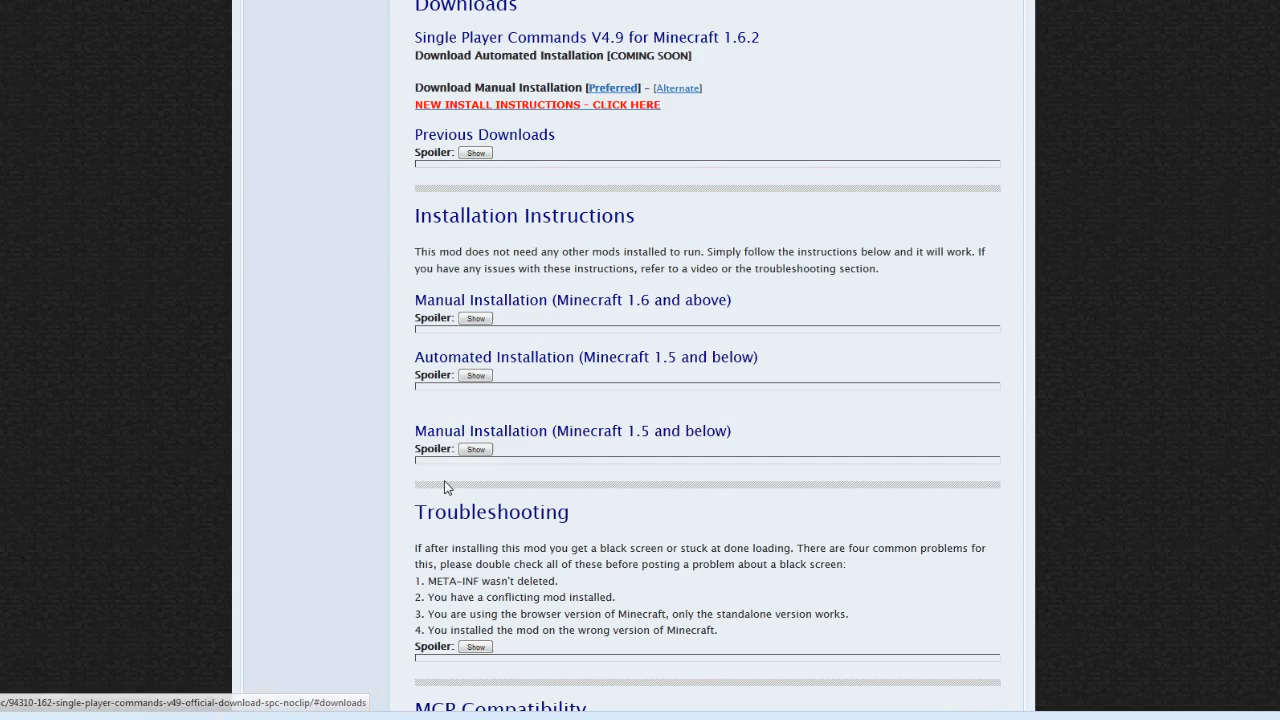 Downloads
Single Player Commands V4.9 for Minecraft 1.6.2
Download Automated Installation [COMING SOON]
Download Manual Installation [Preferred] - [Alternate]
NEW INSTALL INSTRUCTIONS - CLICK HERE
Previous Downloads
Spoiler: Show
Installation Instructions
This mod does not need any other mods installed to run. Simply follow the instructions below and it will work. If
you have any issues with these instructions, refer to a video or the troubleshooting section.
Manual Installation (Minecraft 1.6 and above)
Spoiler: Show
Automated Installation (Minecraft 1.5 and below)
Spoiler: Show
Manual Installation (Minecraft 1.5 and below)
Spoiler: Show
Troubleshooting
If after installing this mod you get a black screen or stuck at done loading. There are four common problems for
this, please double check all of these before posting a problem about a black screen:
1. META-INF wasn't deleted.
2. You have a conflicting mod installed.
3. You are using the browser version of Minecraft, only the standalone version works.
4. You installed the mod on the wrong version of Minecraft.
Spoiler: Show
c/94310-162-single-player-commands-v49-official-download-spc-noclip/#downloads
MCP Compatibility